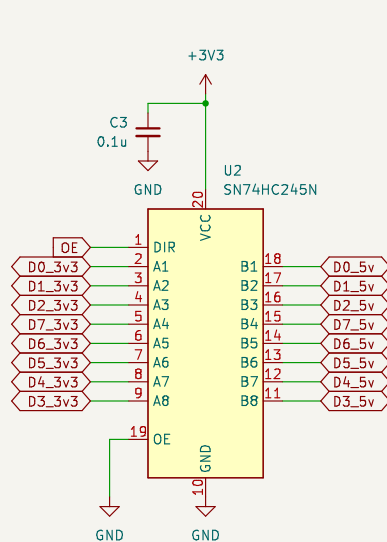 +3V3
C3
0.1u
GND
U2
SN74HC245N
20
VCC
OE 1 DIR
D0_3v3 2 A1 B1 18 D0_5v
D1_3v3 3 A2 B2 17 D1_5v
D2_3v3 4 A3 B3 16 D2_5v
D7_3v3 5 A4 B4 15 D7_5v
D6_3v3 6 A5 B5 14 D6_5v
D5_3v3 7 A6 B6 13 D5_5v
D4_3v3 8 A7 B7 12 D4_5v
D3_3v3 9 A8 B8 11 D3_5v
19 OE
GND
10
GND GND